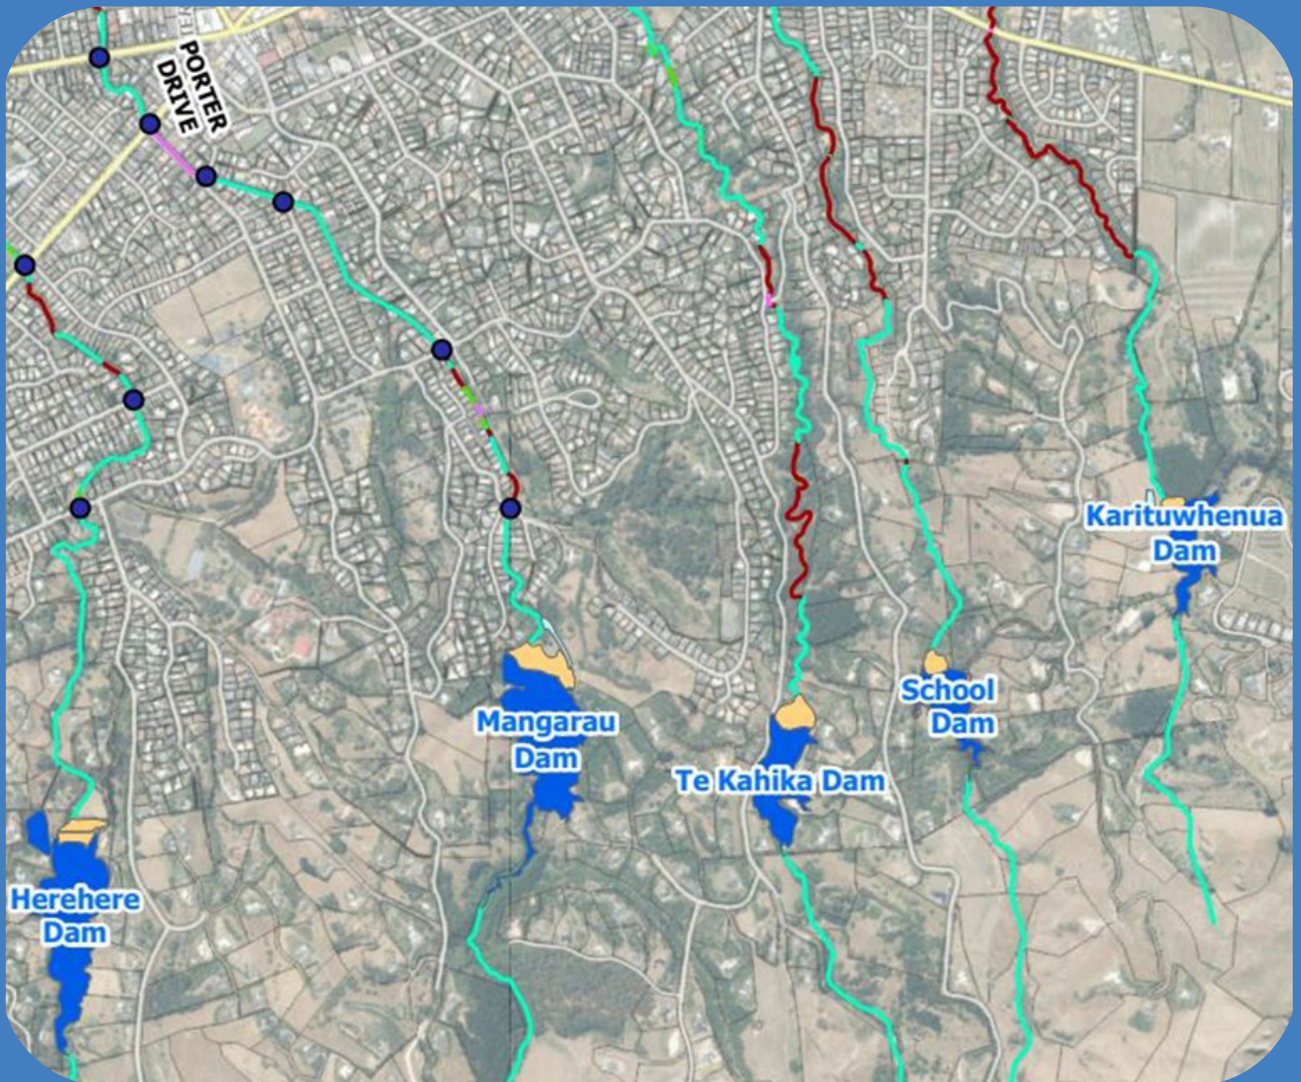 PORTER
DRIVE
Karituwhenua
Dam
School
Dam
Mangarau
Dam
Te Kahika Dam
Herehere
Dam